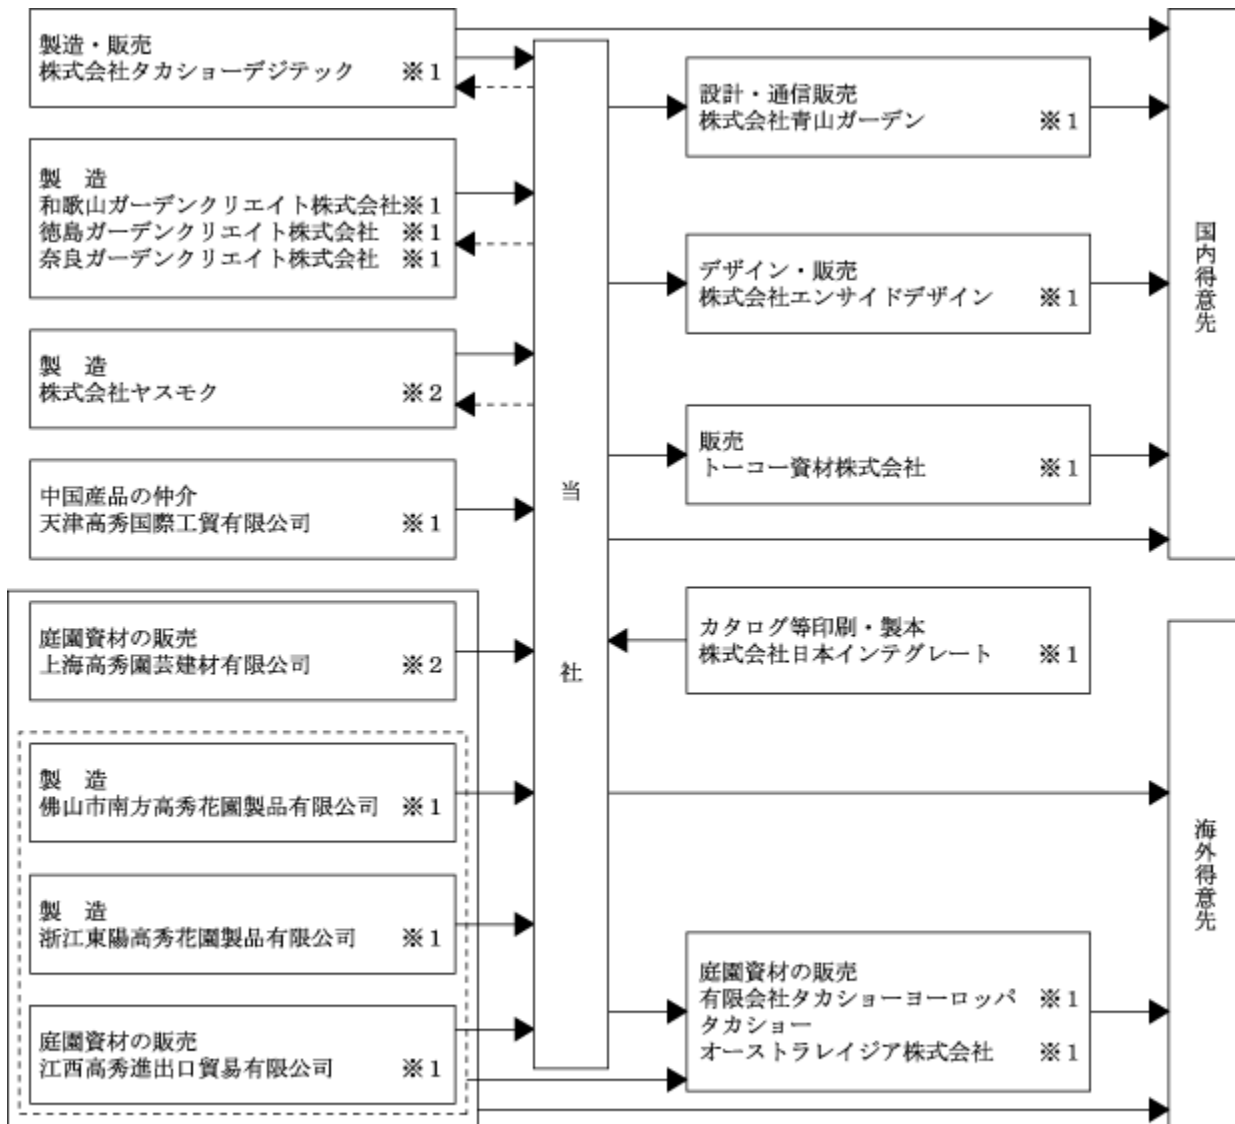 製造・販売
株式会社タカショーデジテック ※1
製 造
和歌山ガーデンクリエイト株式会社※1
徳島ガーデンクリエイト株式会社 ※1
奈良ガーデンクリエイト株式会社 ※1
製 造
株式会社ヤスモク ※2
中国産品の仲介
天津高秀国際工貿有限公司 ※1
庭園資材の販売
上海高秀園芸建材有限公司 ※2
製 造
佛山市南方高秀花園製品有限公司 ※1
製 造
浙江東陽高秀花園製品有限公司 ※1
庭園資材の販売
江西高秀進出口貿易有限公司 ※1
当社
設計・通信販売
株式会社青山ガーデン ※1
デザイン・販売
株式会社エンサイドデザイン ※1
販売
トーコー資材株式会社 ※1
カタログ等印刷・製本
株式会社日本インテグレート ※1
庭園資材の販売
有限会社タカショーヨーロッパ ※1
タカショー
オーストラレイジア株式会社 ※1
国内得意先
海外得意先